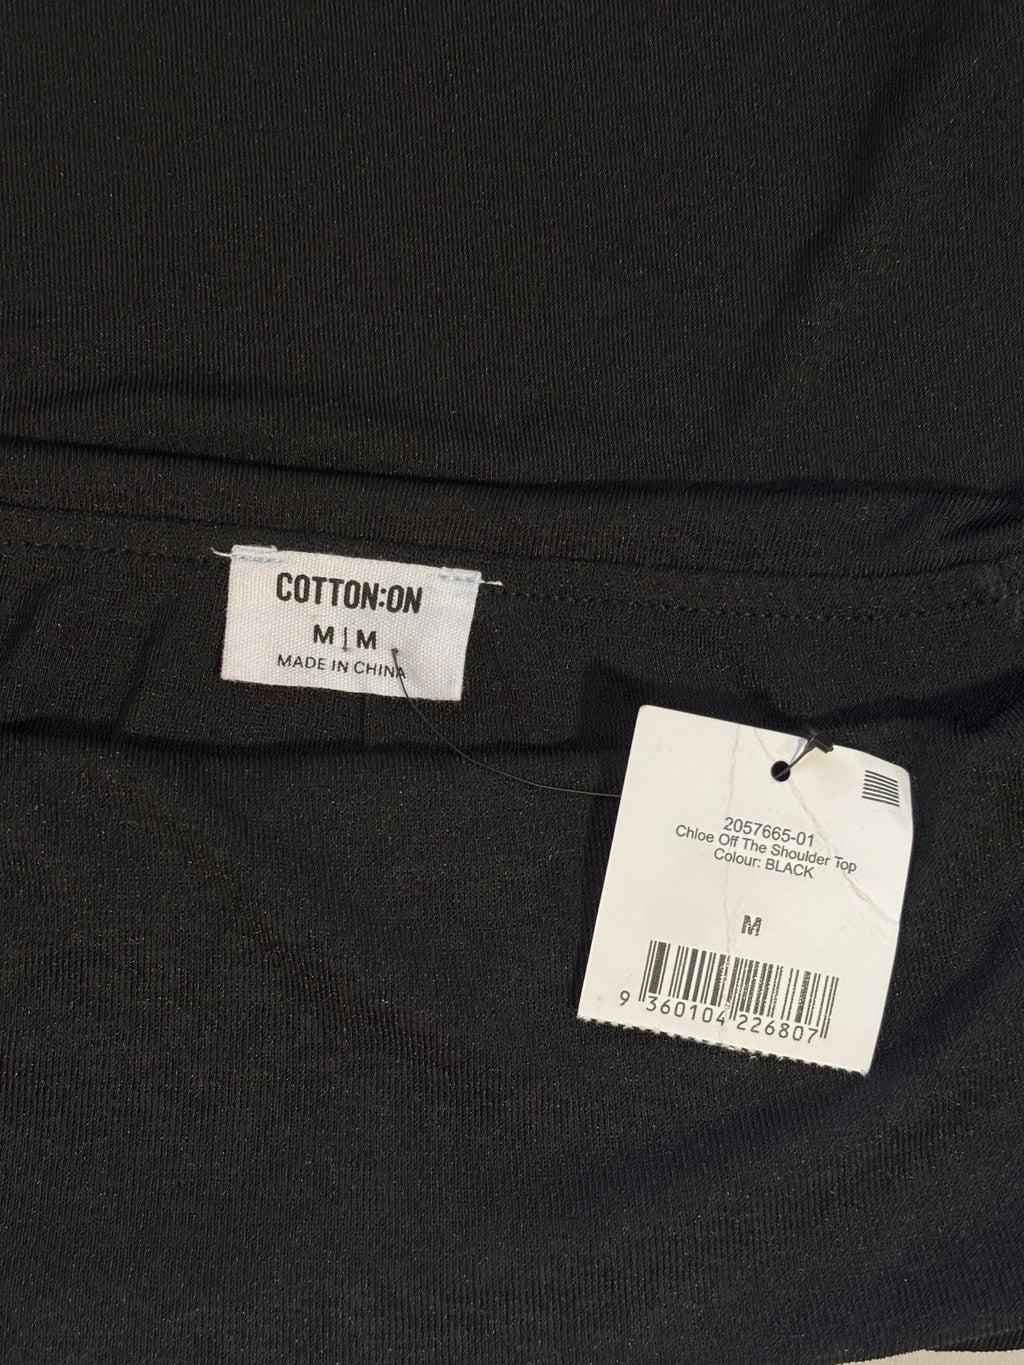 COTTON:ON
M | M
MADE IN CHINA
2057665-01
Chloe Off The Shoulder Top
Colour: BLACK
M
9 360104 226807